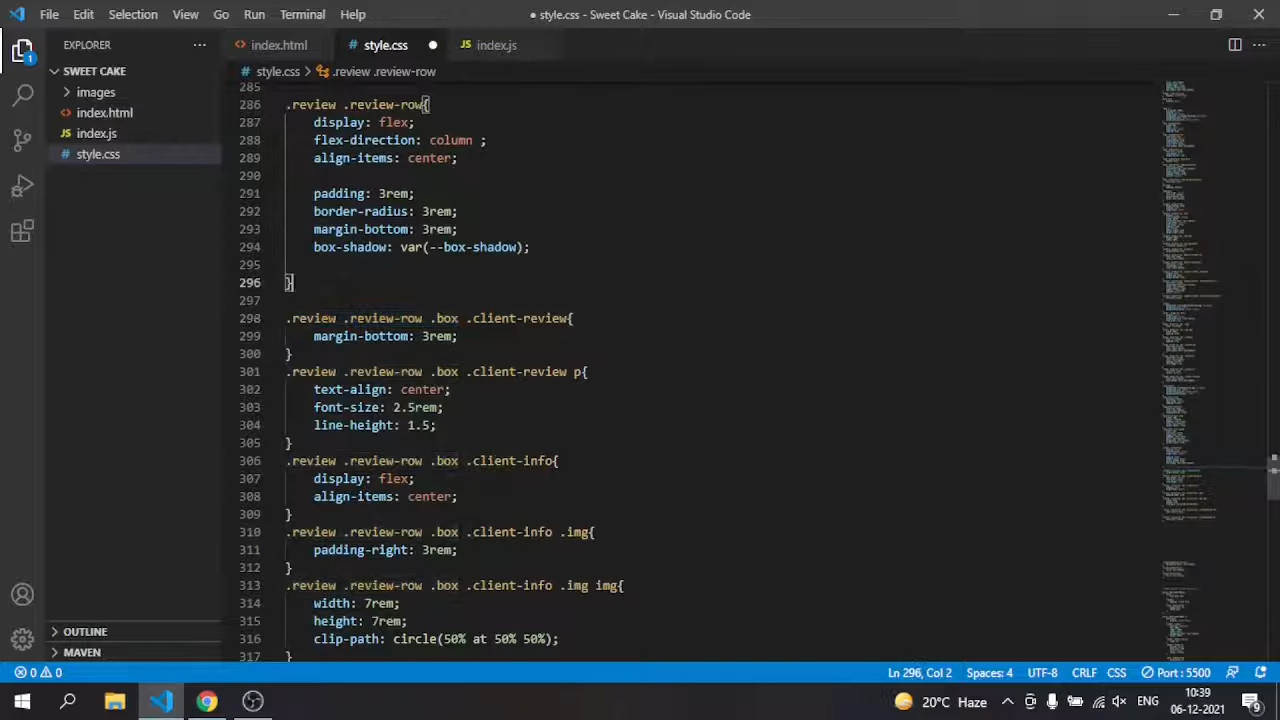 File Edit Selection View Go Run Terminal Help
● style.css - Sweet Cake - Visual Studio Code
EXPLORER
index.html
# style.css
JS index.js
SWEET CAKE
# style.css > .review .review-row
images
<> index.html
JS index.js
# style.css
285
286 .review .review-row{
287 display: flex;
288 flex-direction: column;
289 align-items: center;
290
291 padding: 3rem;
292 border-radius: 3rem;
293 margin-bottom: 3rem;
294 box-shadow: var(--box-shadow);
295
296 }
297
298 .review .review-row .box .client-review{
299 margin-bottom: 3rem;
300 }
301 .review .review-row .box .client-review p{
302 text-align: center;
303 font-size: 2.5rem;
304 line-height: 1.5;
305 }
306 .review .review-row .box .client-info{
307 display: flex;
308 align-items: center;
309 }
310 .review .review-row .box .client-info .img{
311 padding-right: 3rem;
312 }
313 .review .review-row .box .client-info .img img{
314 width: 7rem;
315 height: 7rem;
316 clip-path: circle(50% at 50% 50%);
317 }
OUTLINE
MAVEN
1
0 0
Ln 296, Col 2
Spaces: 4
UTF-8
CRLF
CSS
Port : 5500
20°C Haze
ENG
10:39
06-12-2021
9